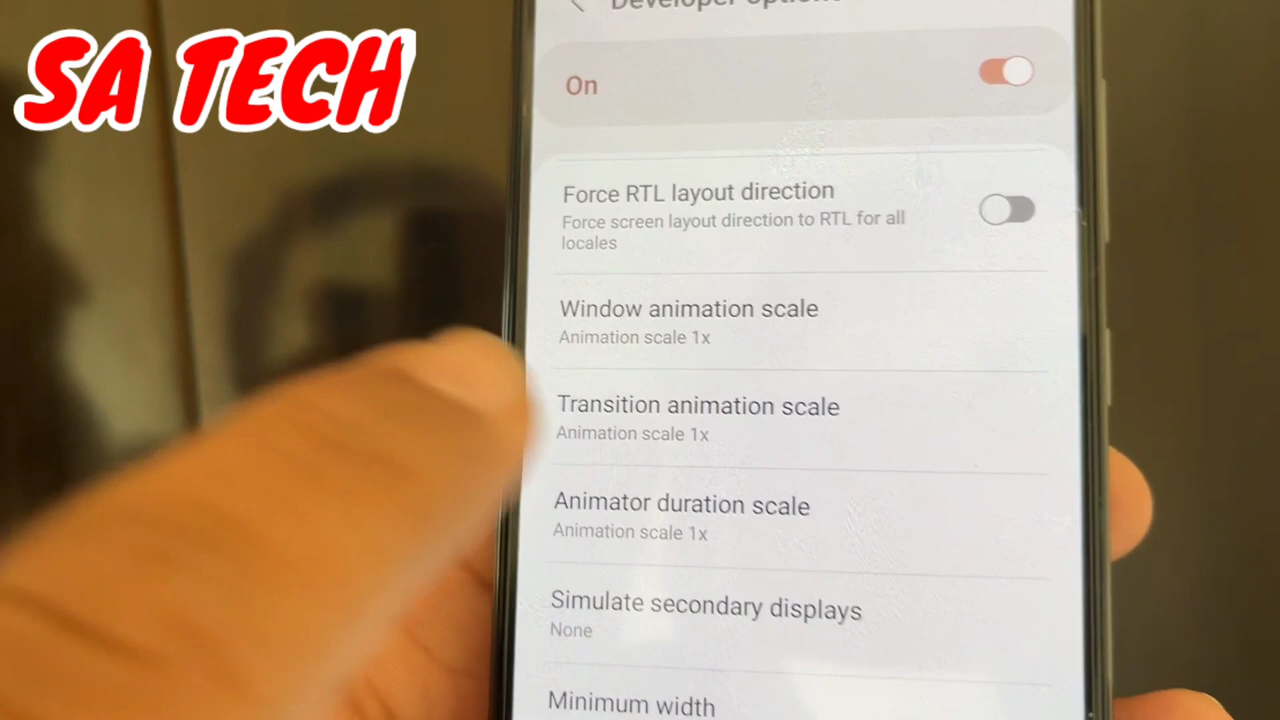 SA TECH
Developer options
On
Force RTL layout direction
Force screen layout direction to RTL for all
locales
Window animation scale
Animation scale 1x
Transition animation scale
Animation scale 1x
Animator duration scale
Animation scale 1x
Simulate secondary displays
None
Minimum width